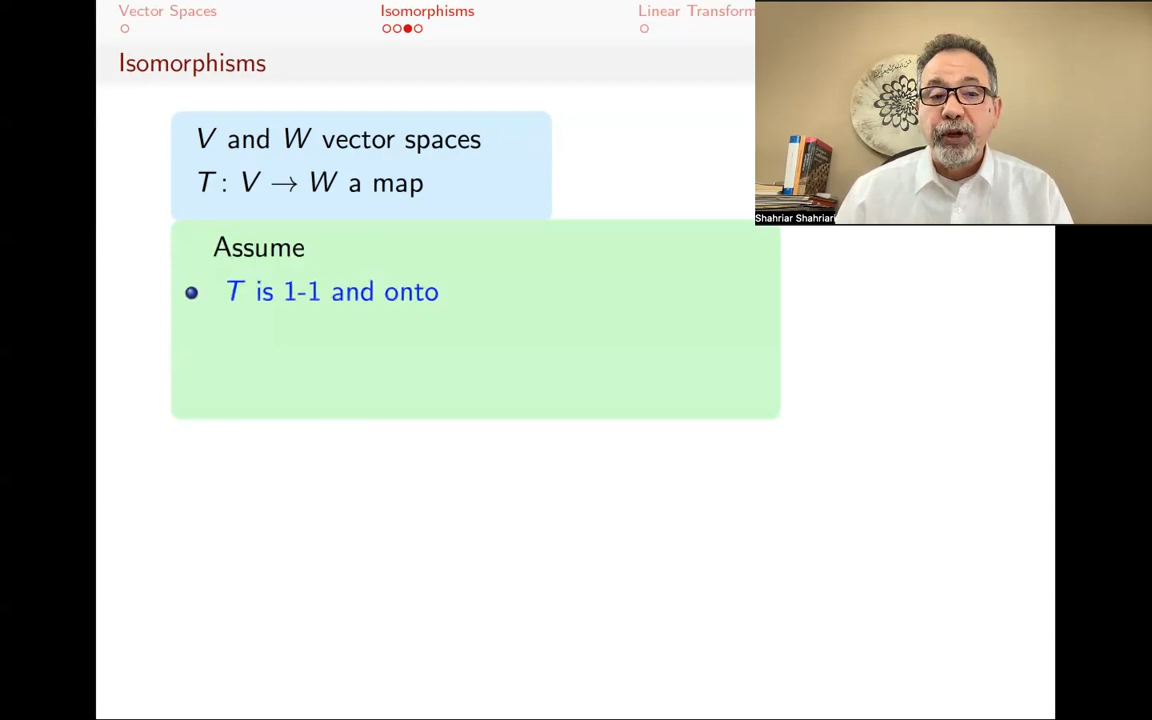 Vector Spaces
Isomorphisms
Linear Transform
Isomorphisms
V and W vector spaces
T : V → W a map
Assume
T is 1-1 and onto
Shahriar Shahriari